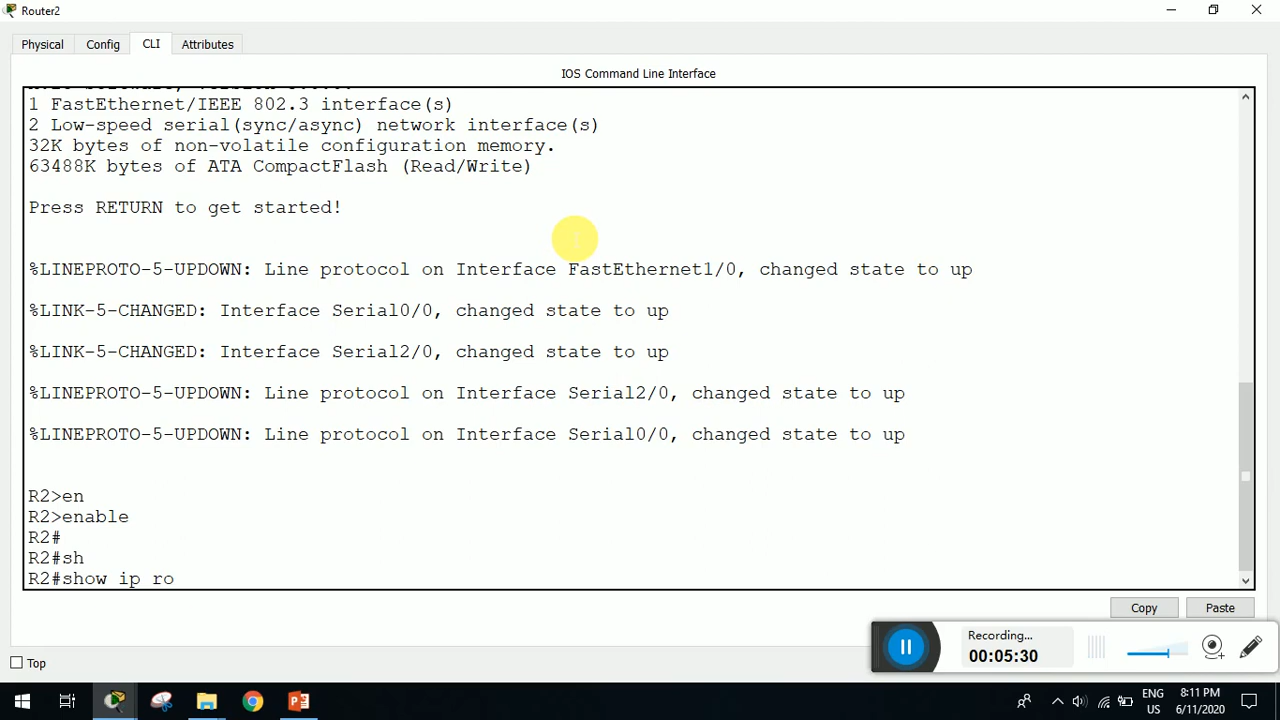 Router2
Physical Config CLI Attributes
IOS Command Line Interface
1 FastEthernet/IEEE 802.3 interface(s)
2 Low-speed serial(sync/async) network interface(s)
32K bytes of non-volatile configuration memory.
63488K bytes of ATA CompactFlash (Read/Write)
Press RETURN to get started!
%LINEPROTO-5-UPDOWN: Line protocol on Interface FastEthernet1/0, changed state to up
%LINK-5-CHANGED: Interface Serial0/0, changed state to up
%LINK-5-CHANGED: Interface Serial2/0, changed state to up
%LINEPROTO-5-UPDOWN: Line protocol on Interface Serial2/0, changed state to up
%LINEPROTO-5-UPDOWN: Line protocol on Interface Serial0/0, changed state to up
R2>en
R2>enable
R2#
R2#sh
R2#show ip ro
Copy Paste
Recording...
00:05:30
Top
ENG 8:11 PM
US 6/11/2020